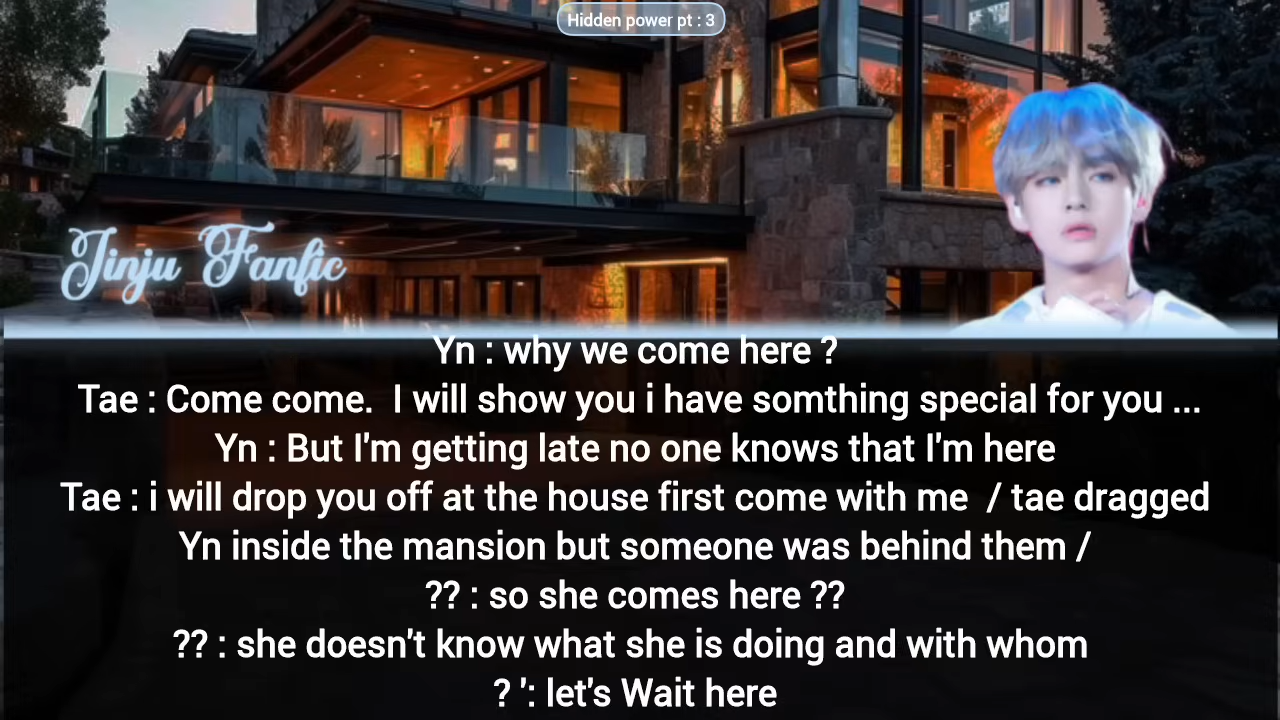 Hidden power pt : 3
Jinju Fanfic
Yn : why we come here ?
Tae : Come come.  I will show you i have somthing special for you ...
Yn : But I'm getting late no one knows that I'm here
Tae : i will drop you off at the house first come with me  / tae dragged
Yn inside the mansion but someone was behind them /
?? : so she comes here ??
?? : she doesn't know what she is doing and with whom
? ': let's Wait here